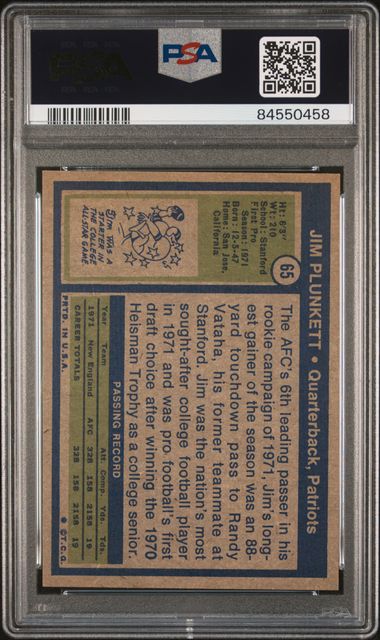 PSA
84550458
65
JIM PLUNKETT • Quarterback, Patriots
Ht: 6'3"
Wt: 210
School: Stanford
First Pro
Season: 1971
Born: 12-5-47
Home: San Jose,
California
JIM WAS A
STARTER IN
THE COLLEGE
ALL-STAR GAME
The AFC's 6th leading passer in his
rookie campaign of 1971, Jim's long-
est gainer of the season was an 88-
yard touchdown pass to Randy
Vataha, his former teammate at
Stanford. Jim was the nation's most
sought-after college football player
in 1971 and was pro football's first
draft choice after winning the 1970
Heisman Trophy as a college senior.
PASSING RECORD
Year Team Att. Comp. Yds. Tds.
1971 New England AFC 328 158 2158 19
CAREER TOTALS 328 158 2158 19
PRTD. IN U.S.A. ● ©T.C.G.